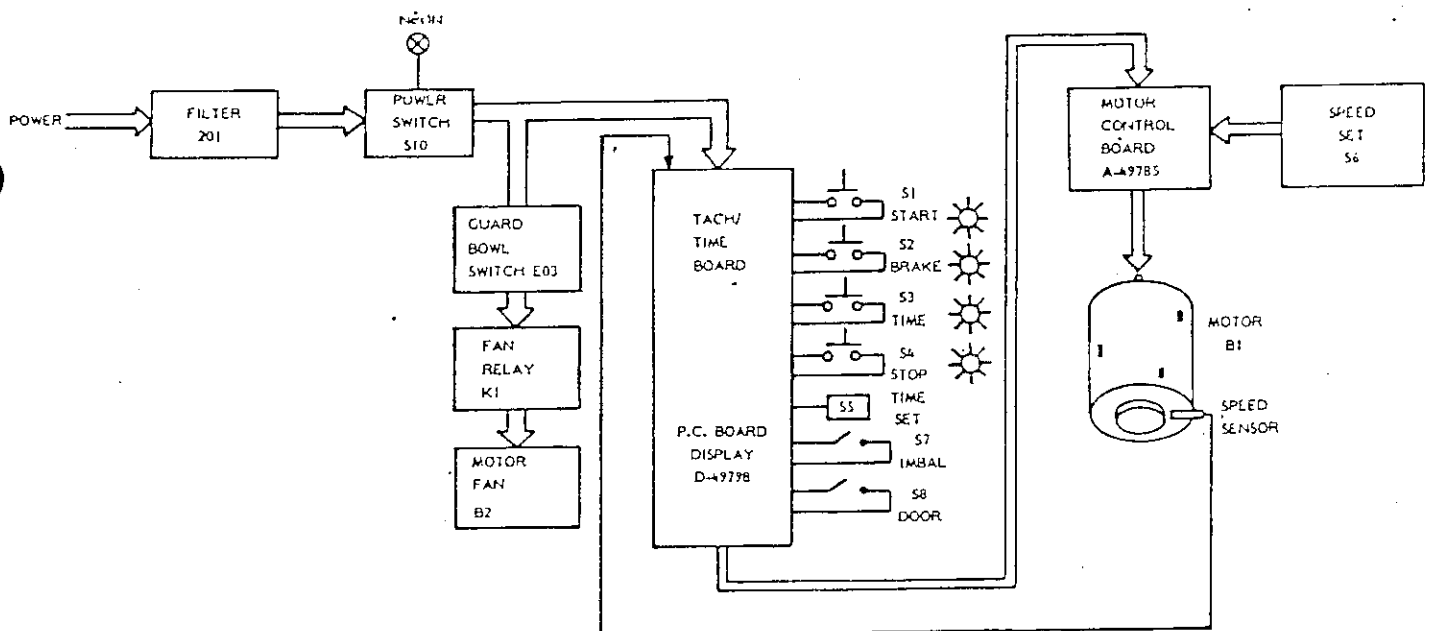 NEON
POWER
FILTER
201
POWER
SWITCH
S10
GUARD
BOWL
SWITCH E03
FAN
RELAY
K1
MOTOR
FAN
B2
TACH/
TIME
BOARD
P.C. BOARD
DISPLAY
D-49798
S1
START
S2
BRAKE
S3
TIME
S4
STOP
S5
TIME
SET
S7
IMBAL
S8
DOOR
MOTOR
CONTROL
BOARD
A-49785
SPEED
SET
S6
MOTOR
B1
SPEED
SENSOR